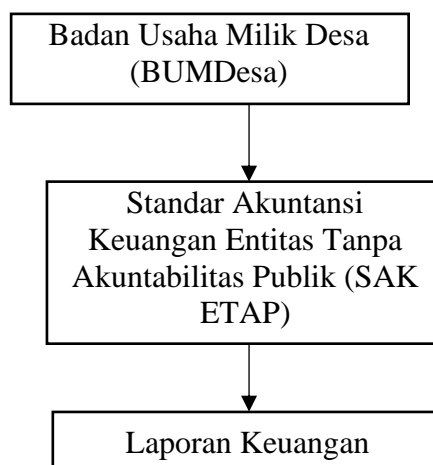 Badan Usaha Milik Desa
(BUMDesa)
Standar Akuntansi
Keuangan Entitas Tanpa
Akuntabilitas Publik (SAK
ETAP)
Laporan Keuangan